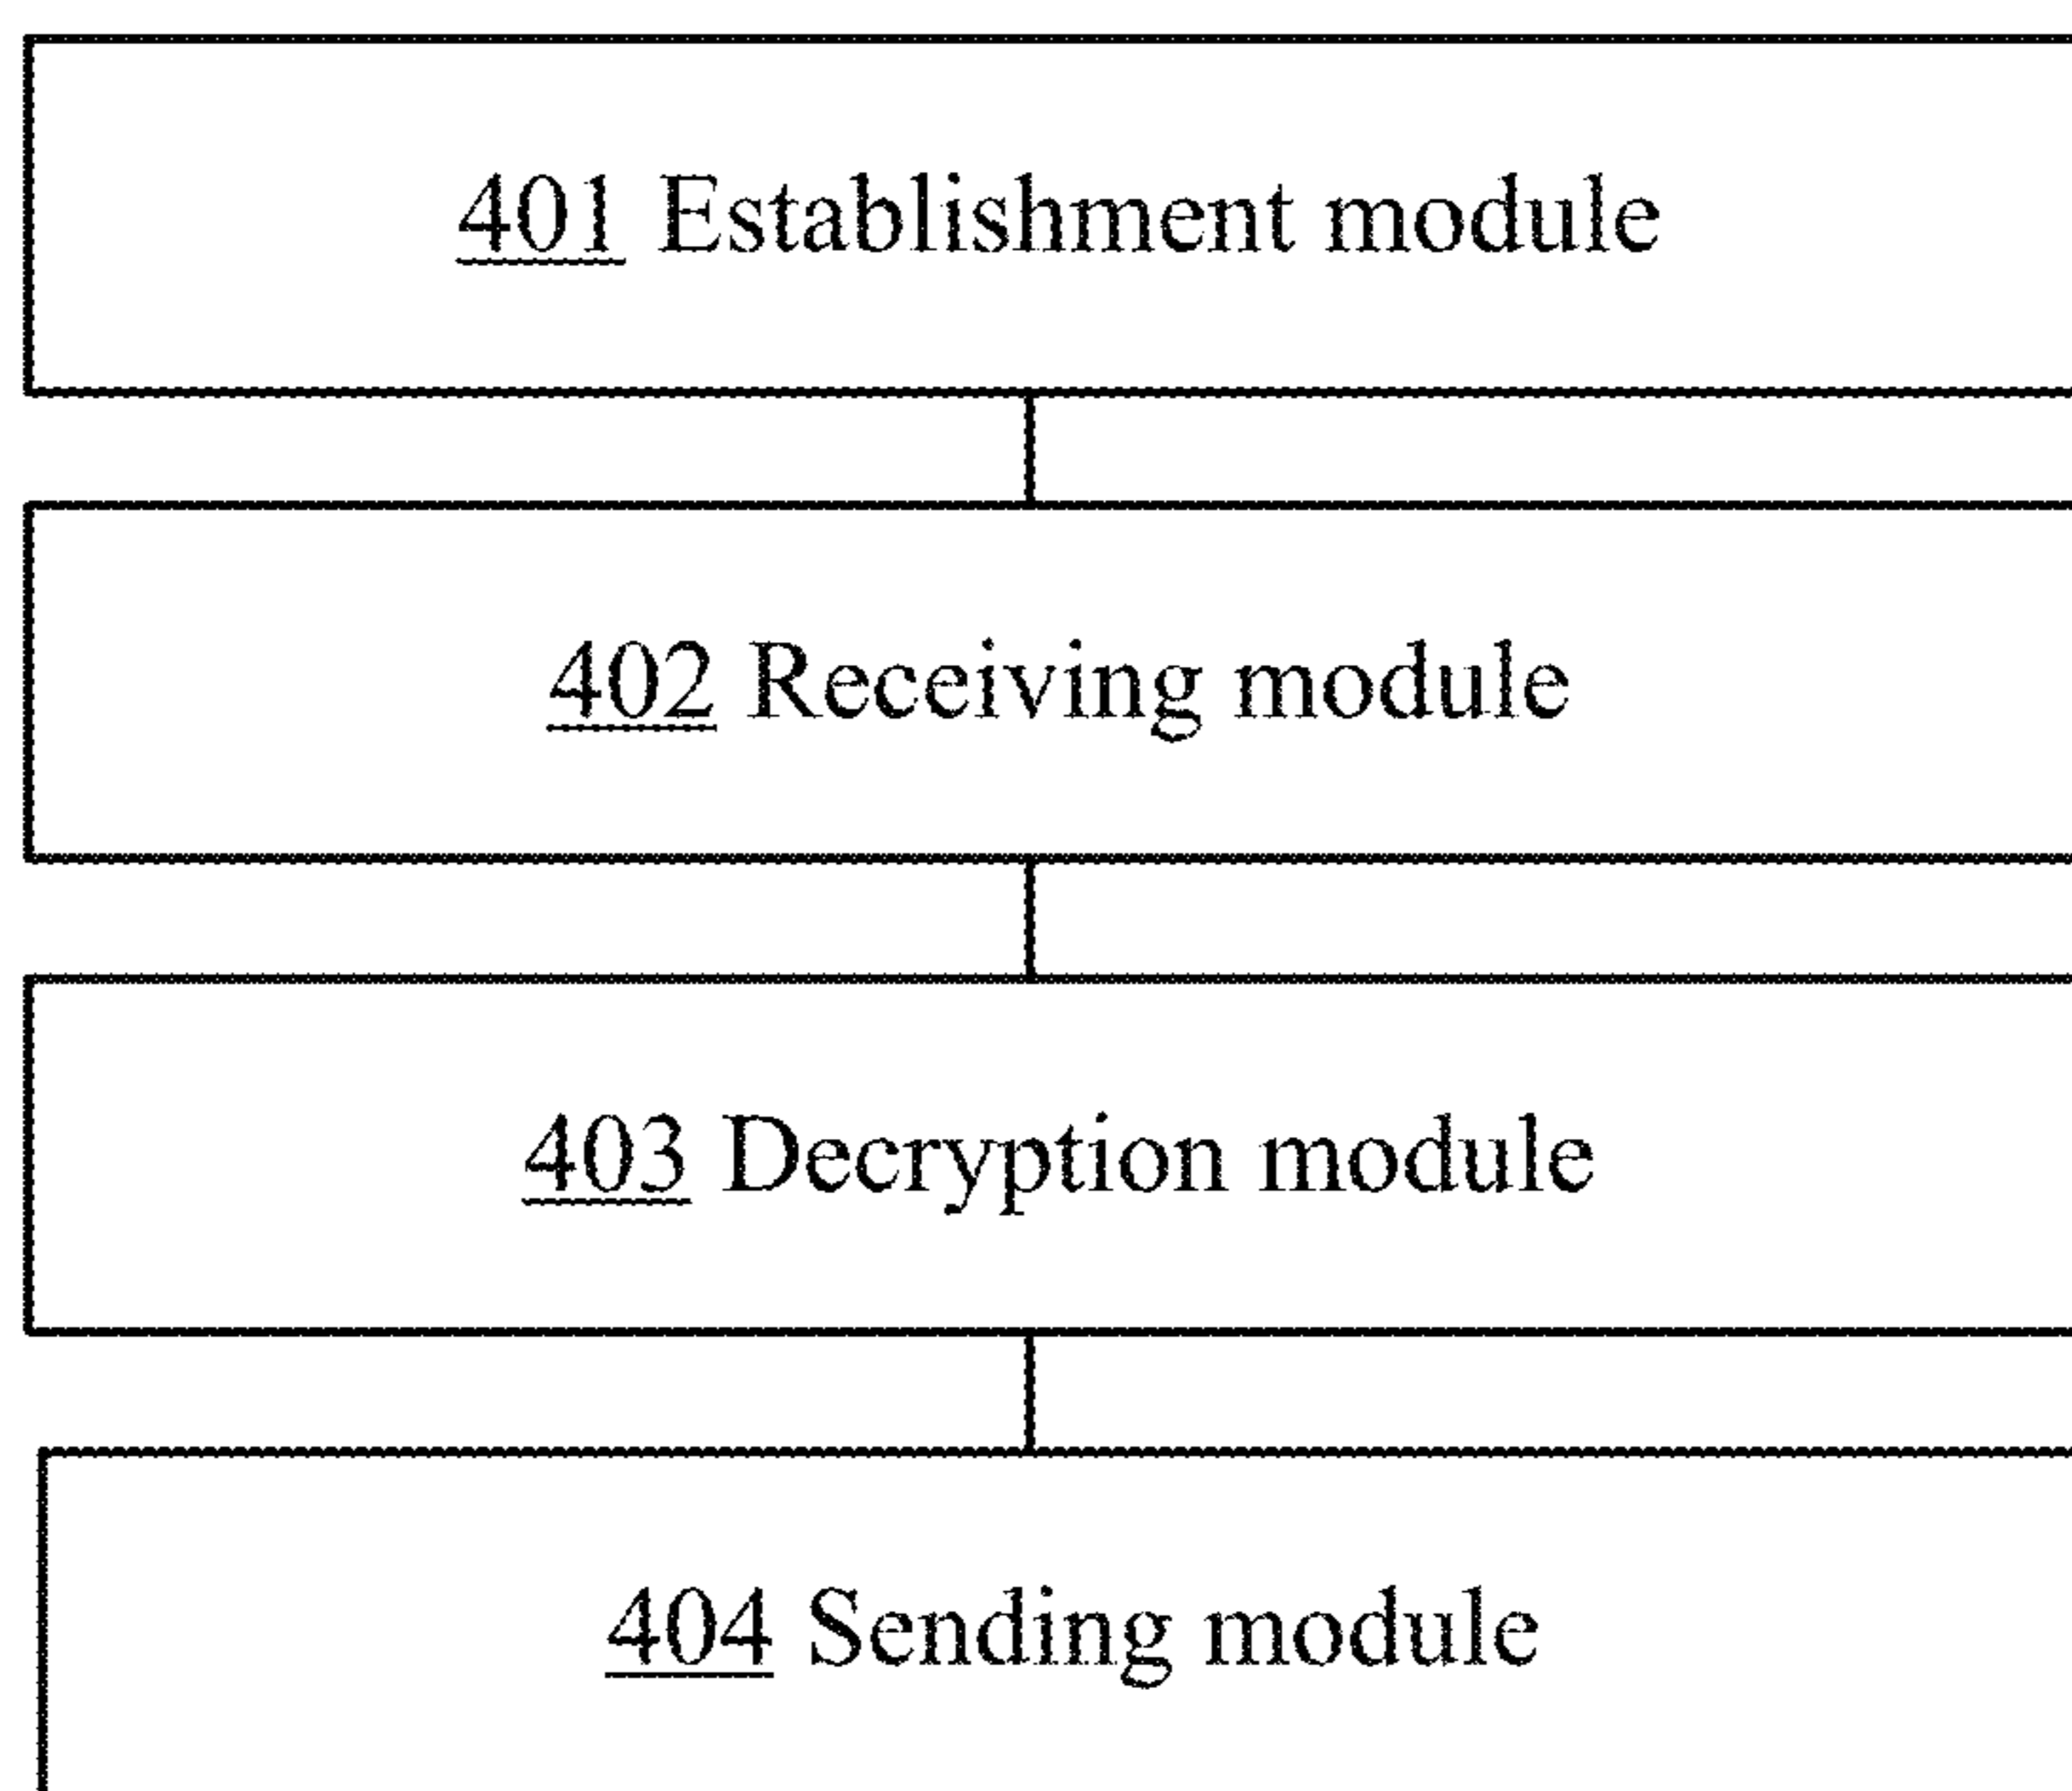 401 Establishment module
402 Receiving module
403 Decryption module
404 Sending module